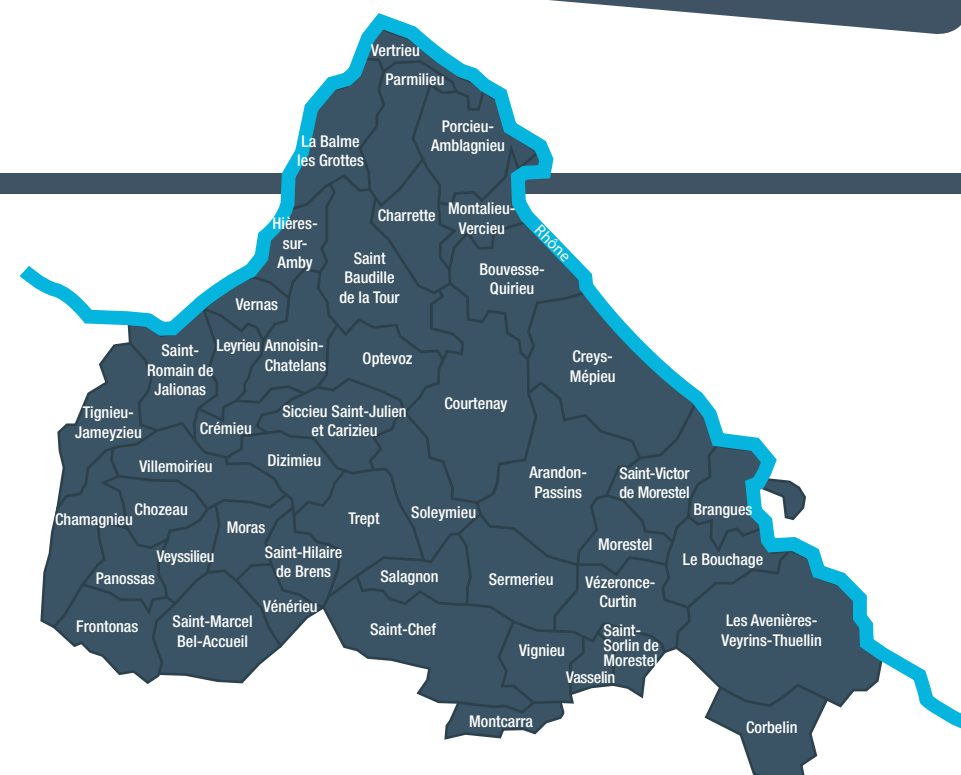 Vertrieu
Parmilieu
Porcieu-
Amblagnieu
La Balme
les Grottes
Charrette
Montalieu-
Vercieu
Hières-
sur-
Amby
Rhône
Saint
Baudille
de la Tour
Bouvesse-
Quirieu
Vernas
Leyrieu
Annoisin-
Chatelans
Optevoz
Creys-
Mépieu
Saint-
Romain de
Jalionas
Courtenay
Tignieu-
Jameyzieu
Crémieu
Siccieu Saint-Julien
et Carizieu
Villemoirieu
Dizimieu
Arandon-
Passins
Saint-Victor
de Morestel
Brangues
Chamagnieu
Chozeau
Moras
Trept
Soleymieu
Veyssilieu
Saint-Hilaire
de Brens
Morestel
Le Bouchage
Panossas
Salagnon
Sermerieu
Vézeronce-
Curtin
Vénérieu
Frontonas
Saint-Marcel
Bel-Accueil
Saint-Chef
Vignieu
Saint-
Sorlin de
Morestel
Les Avenières-
Veyrins-Thuellin
Vasselin
Montcarra
Corbelin